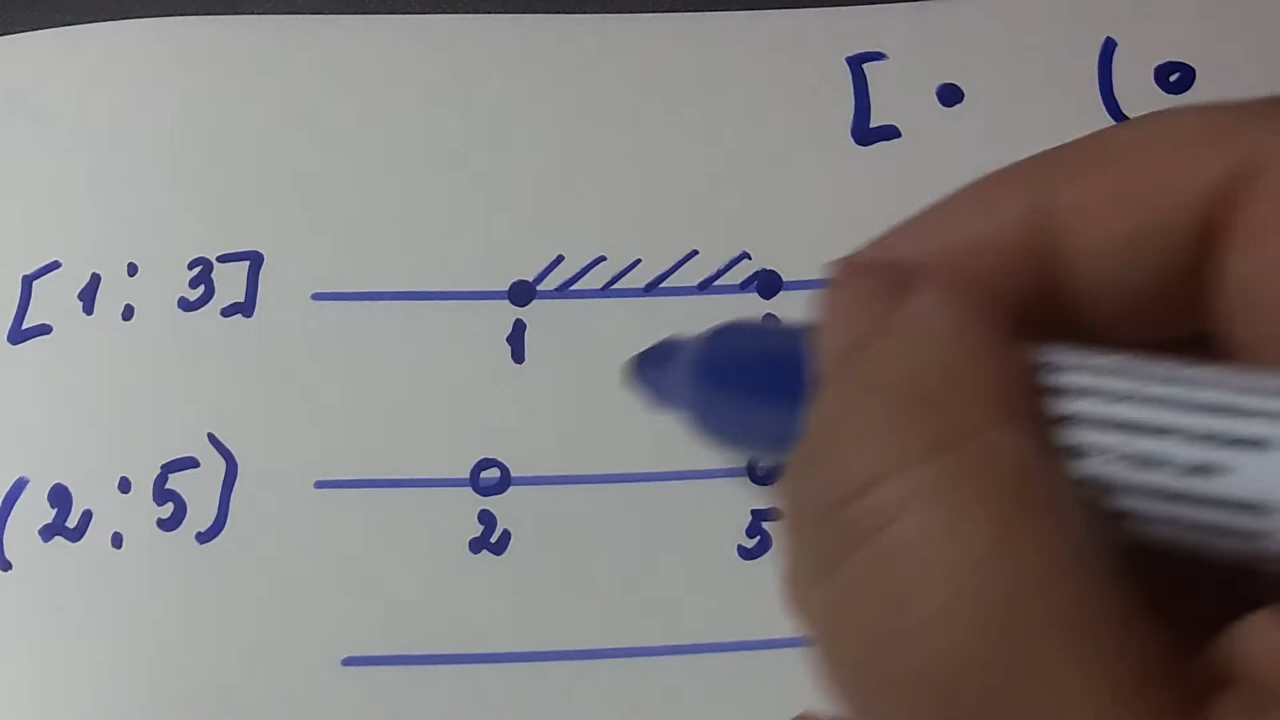 [ • ( •
[1; 3]
1
(2; 5)
2 5